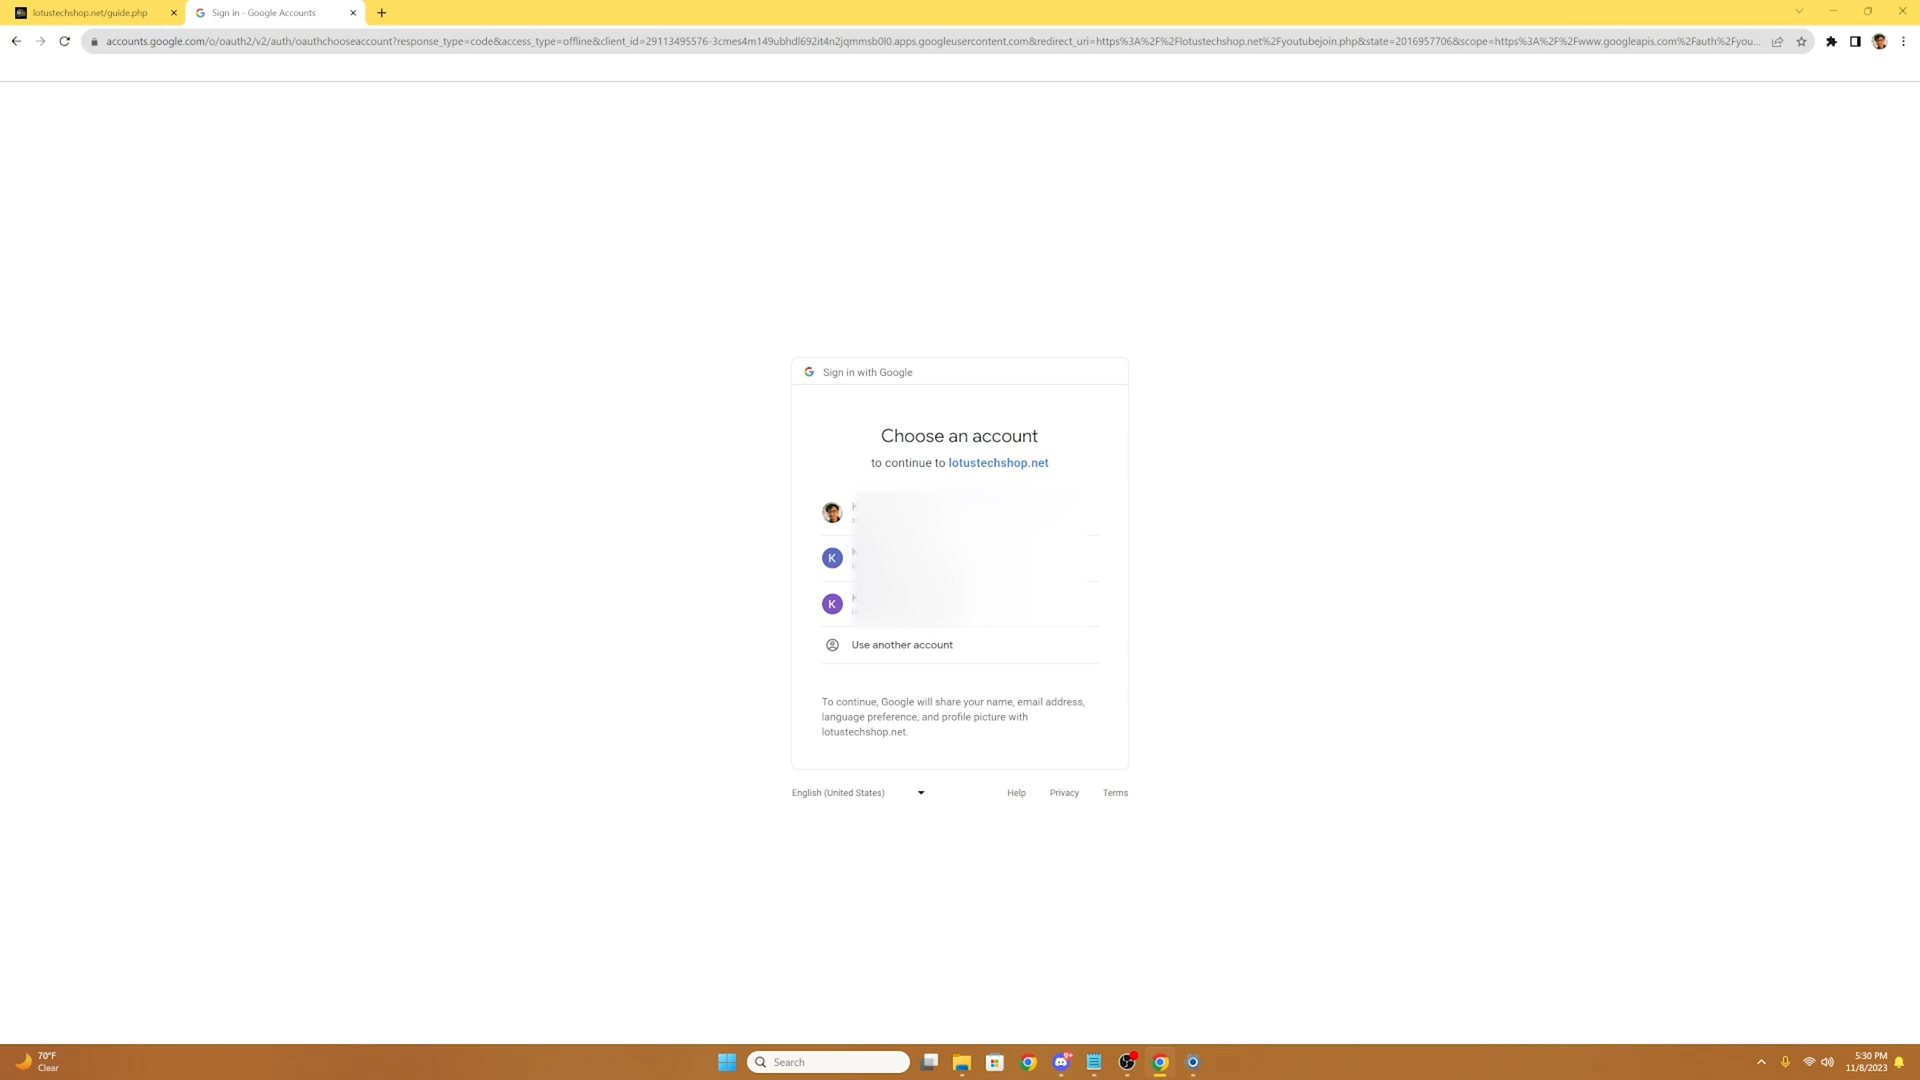 lotustechshop.net/guide.php
Sign in - Google Accounts
accounts.google.com/o/oauth2/v2/auth/oauthchooseaccount?response_type=code&access_type=offline&client_id=29113495576-3cmes4m149ubhdl692it4n2jqmmsb0l0.apps.googleusercontent.com&redirect_uri=https%3A%2F%2Flotustechshop.net%2Fyoutubejoin.php&state=2016957706&scope=https%3A%2F%2Fwww.googleapis.com%2Fauth%2Fyou...
Sign in with Google
Choose an account
to continue to lotustechshop.net
K
K
K
K
K
Use another account
To continue, Google will share your name, email address,
language preference, and profile picture with
lotustechshop.net.
English (United States)
Help
Privacy
Terms
70°F
Clear
Search
9+
5:30 PM
11/8/2023